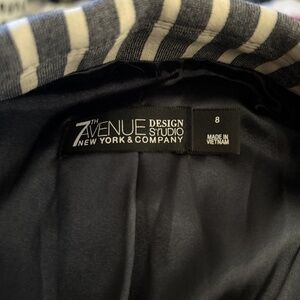 7TH AVENUE DESIGN STUDIO
NEW YORK & COMPANY
8
MADE IN
VIETNAM